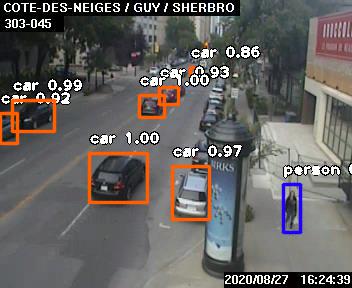 COTE-DES-NEIGES / GUY / SHERBRO
303-045
car 0.86
car 0.99
car 0.92
car 1.00
0.93
car 1.00
car 0.97
person
2020/08/27 16:24:39